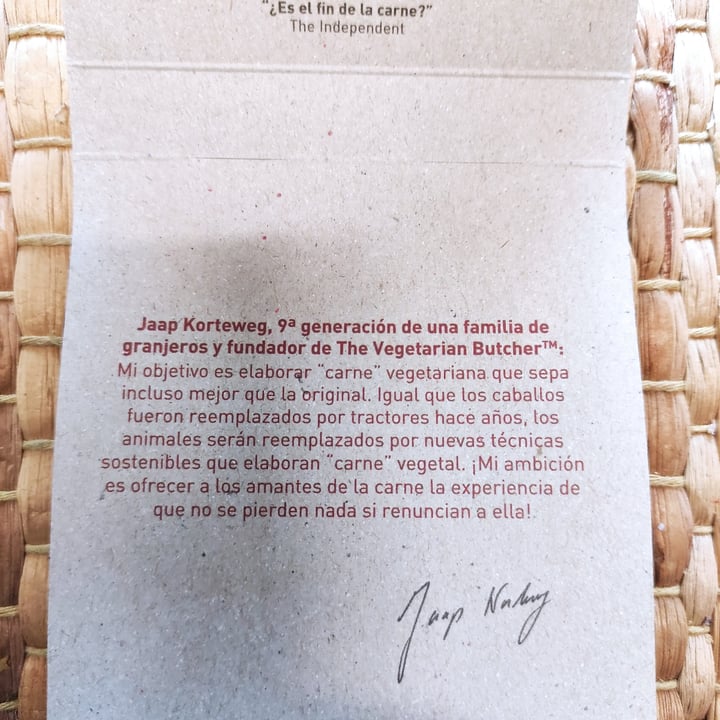 "¿Es el fin de la carne?"
The Independent
Jaap Korteweg, 9ª generación de una familia de
granjeros y fundador de The Vegetarian Butcher™:
Mi objetivo es elaborar "carne" vegetariana que sepa
incluso mejor que la original. Igual que los caballos
fueron reemplazados por tractores hace años, los
animales serán reemplazados por nuevas técnicas
sostenibles que elaboran "carne" vegetal. ¡Mi ambición
es ofrecer a los amantes de la carne la experiencia de
que no se pierden nada si renuncian a ella!
Jaap